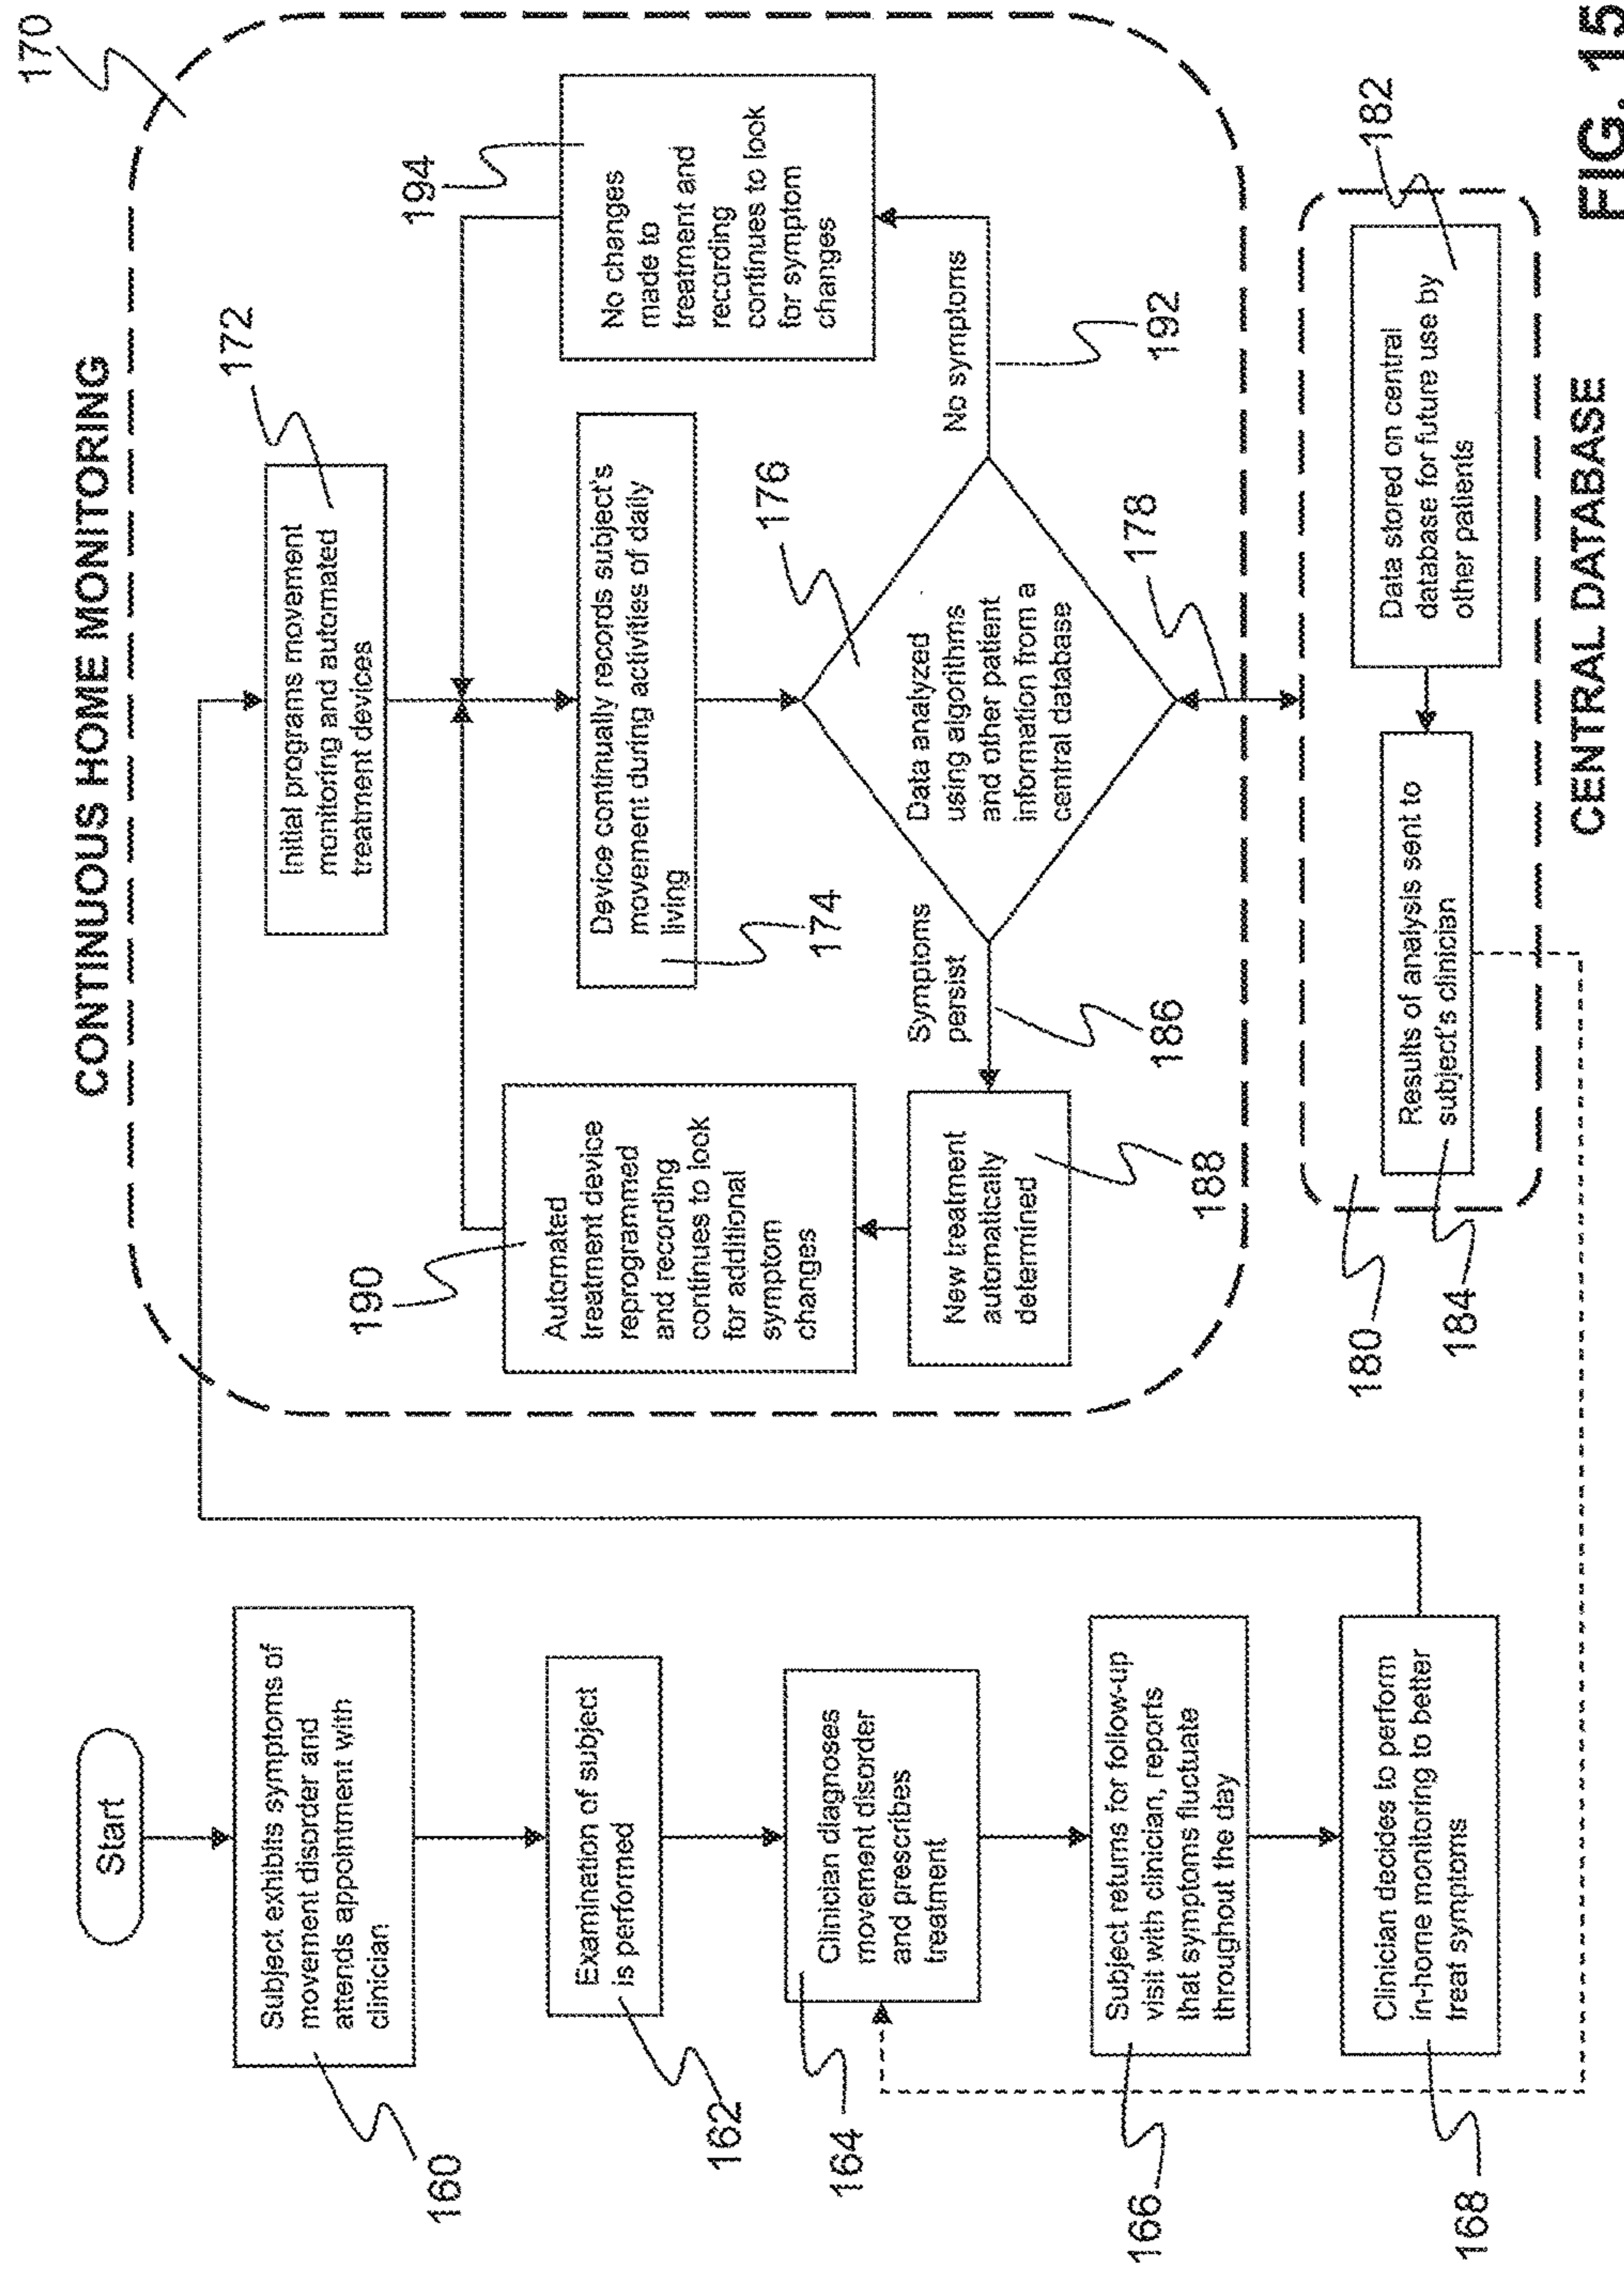 Start
Subject exhibits symptoms of
movement disorder and
attends appointment with
clinician
160
Examination of subject
is performed
162
Clinician diagnoses
movement disorder
and prescribes
treatment
164
Subject returns for follow-up
visit with clinician, reports
that symptoms fluctuate
throughout the day
166
Clinician decides to perform
in-home monitoring to better
treat symptoms
168
CONTINUOUS HOME MONITORING
170
Initial programs movement
monitoring and automated
treatment devices
172
Device continually records subject's
movement during activities of daily
living
174
Data analyzed
using algorithms
and other patient
information from a
central database
176
178
Symptoms
persist
186
New treatment
automatically
determined
188
Automated
treatment device
reprogrammed
and recording
continues to look
for additional
symptom
changes
190
No symptoms
192
No changes
made to
treatment and
recording
continues to look
for symptom
changes
194
180
Data stored on central
database for future use by
other patients
182
Results of analysis sent to
subject's clinician
184
CENTRAL DATABASE
FIG. 15